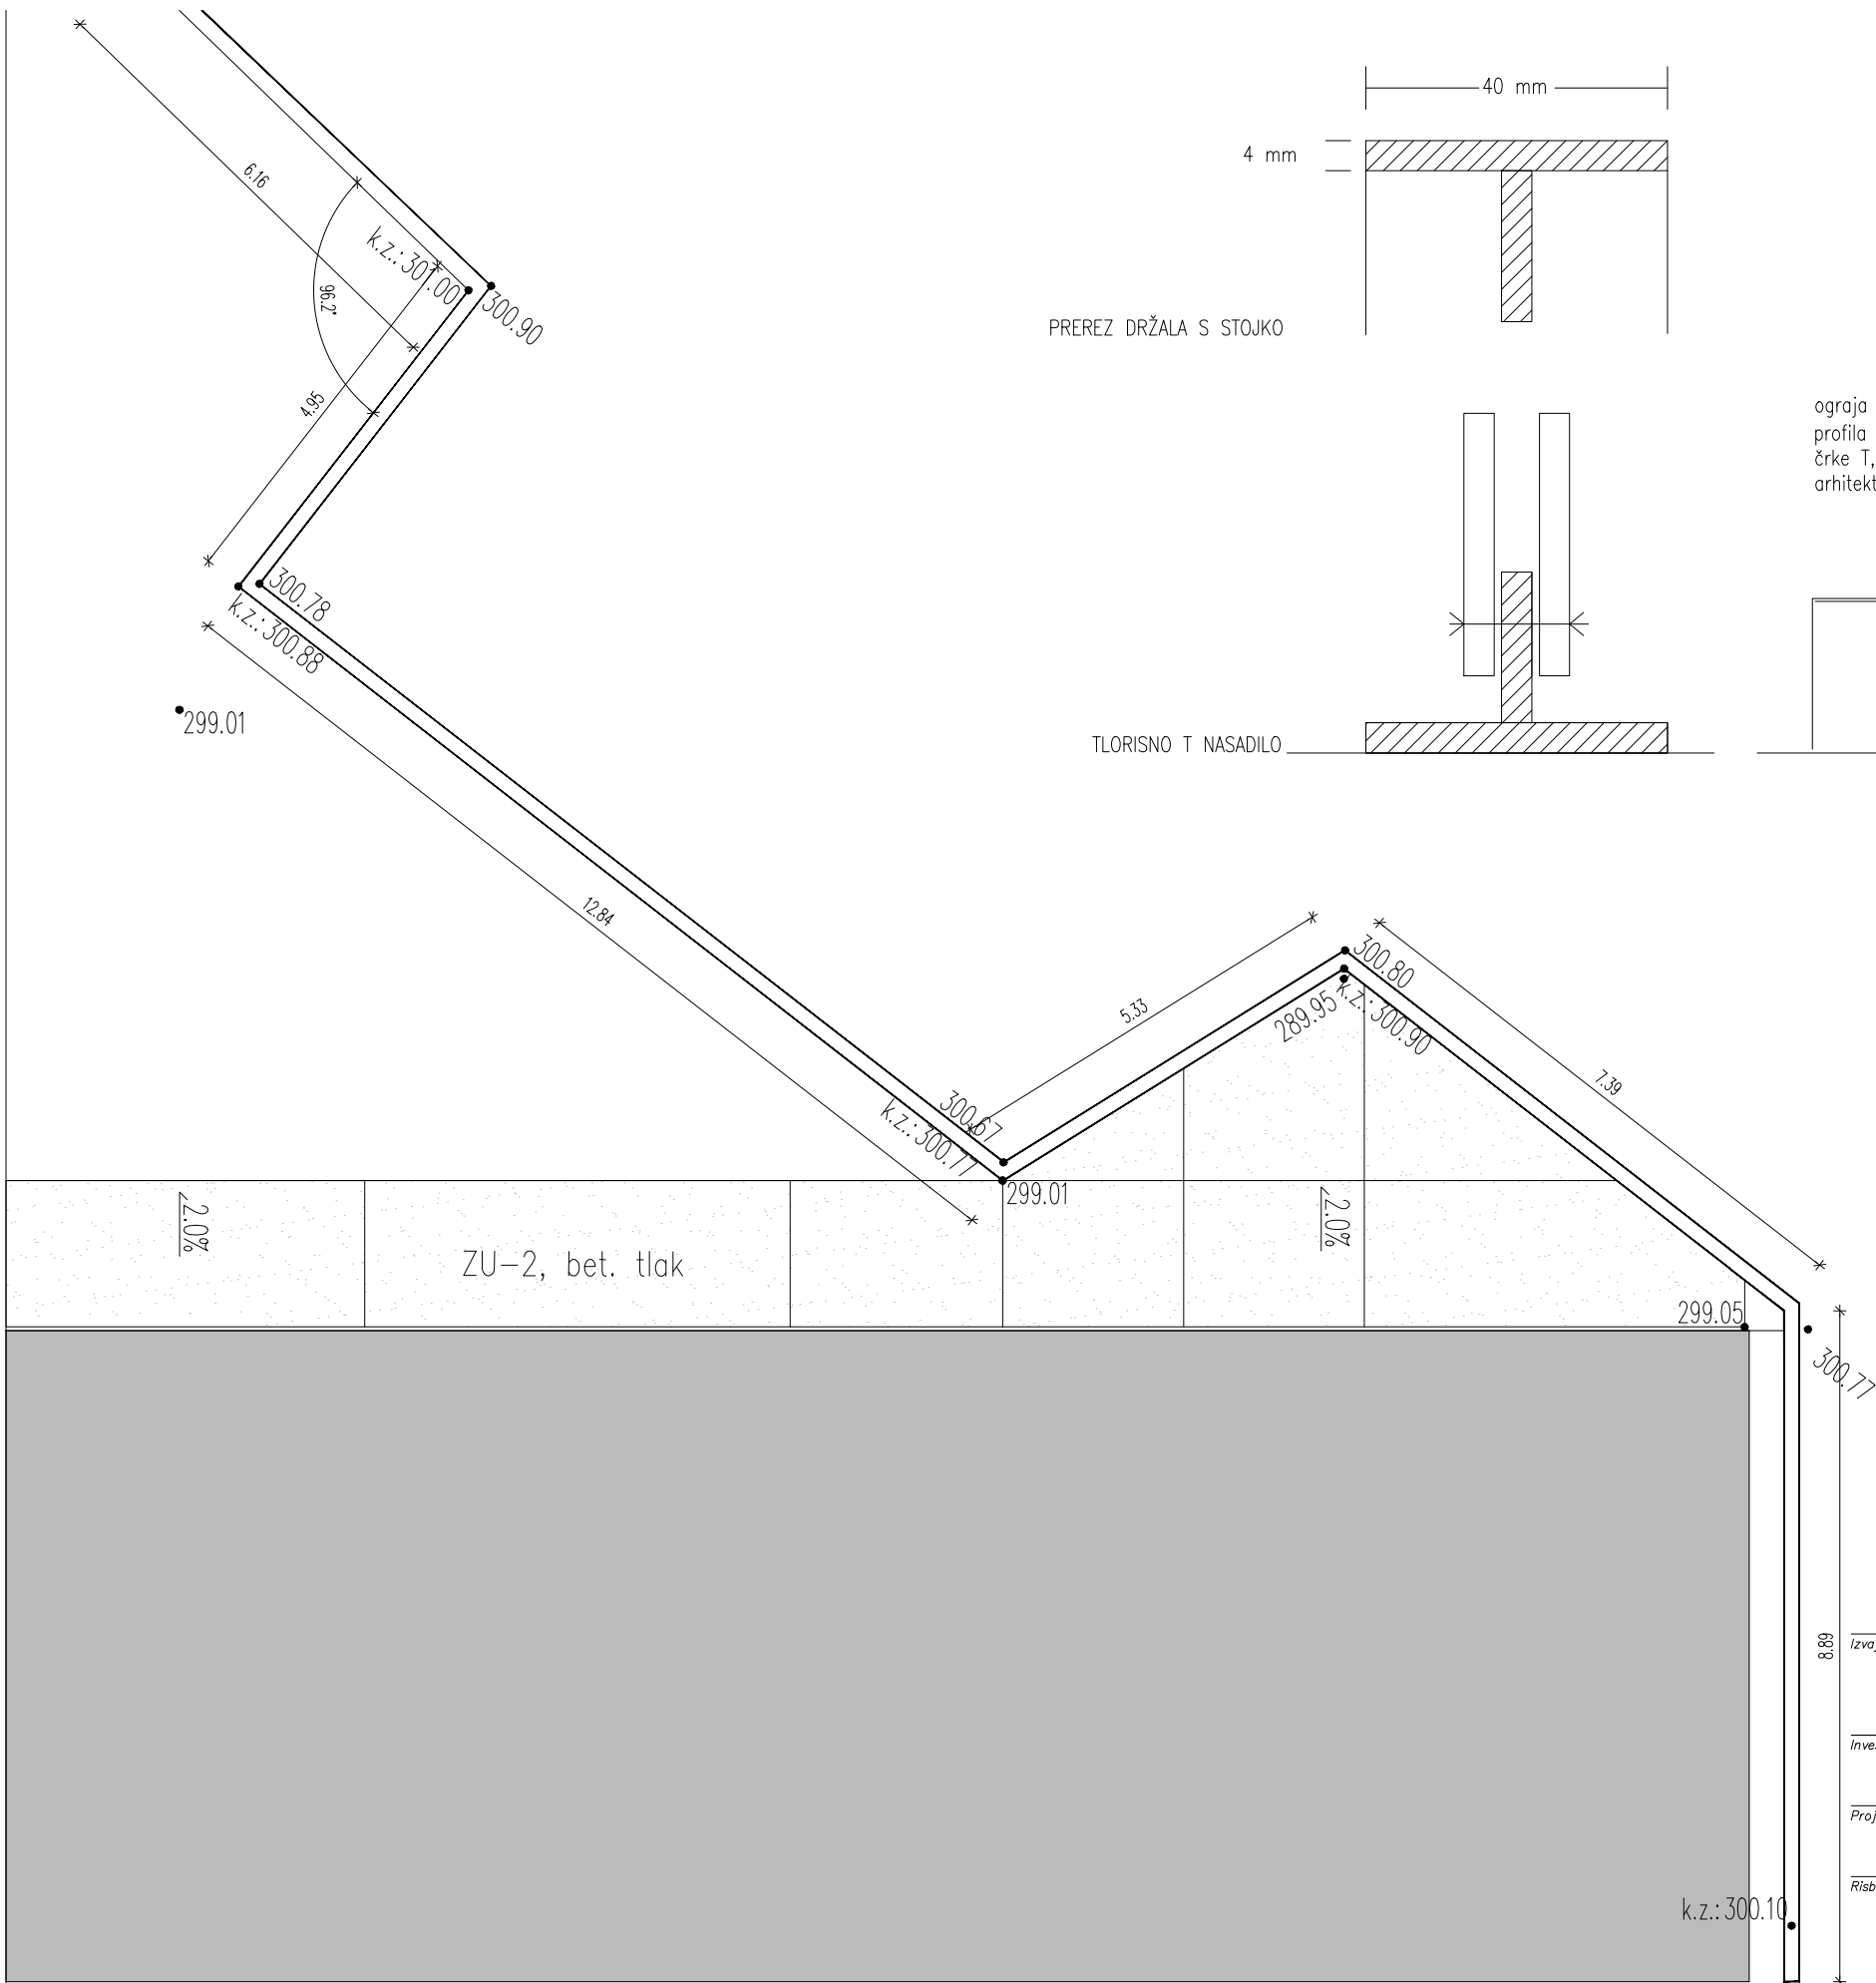 40 mm
4 mm
6.16
k.z.:301.00
300.90
96.2°
PREREZ DRŽALA S STOJKO
4.95
ograja
profila
črke T,
300.78
k.z.:300.88
299.01
TLORISNO T NASADILO
12.84
300.80
k.z.:300.90
289.95
5.33
7.39
300.67
k.z.:300.77
299.01
2.0%
2.0%
ZU-2, bet. tlak
299.05
300.77
8.89
k.z.:300.10